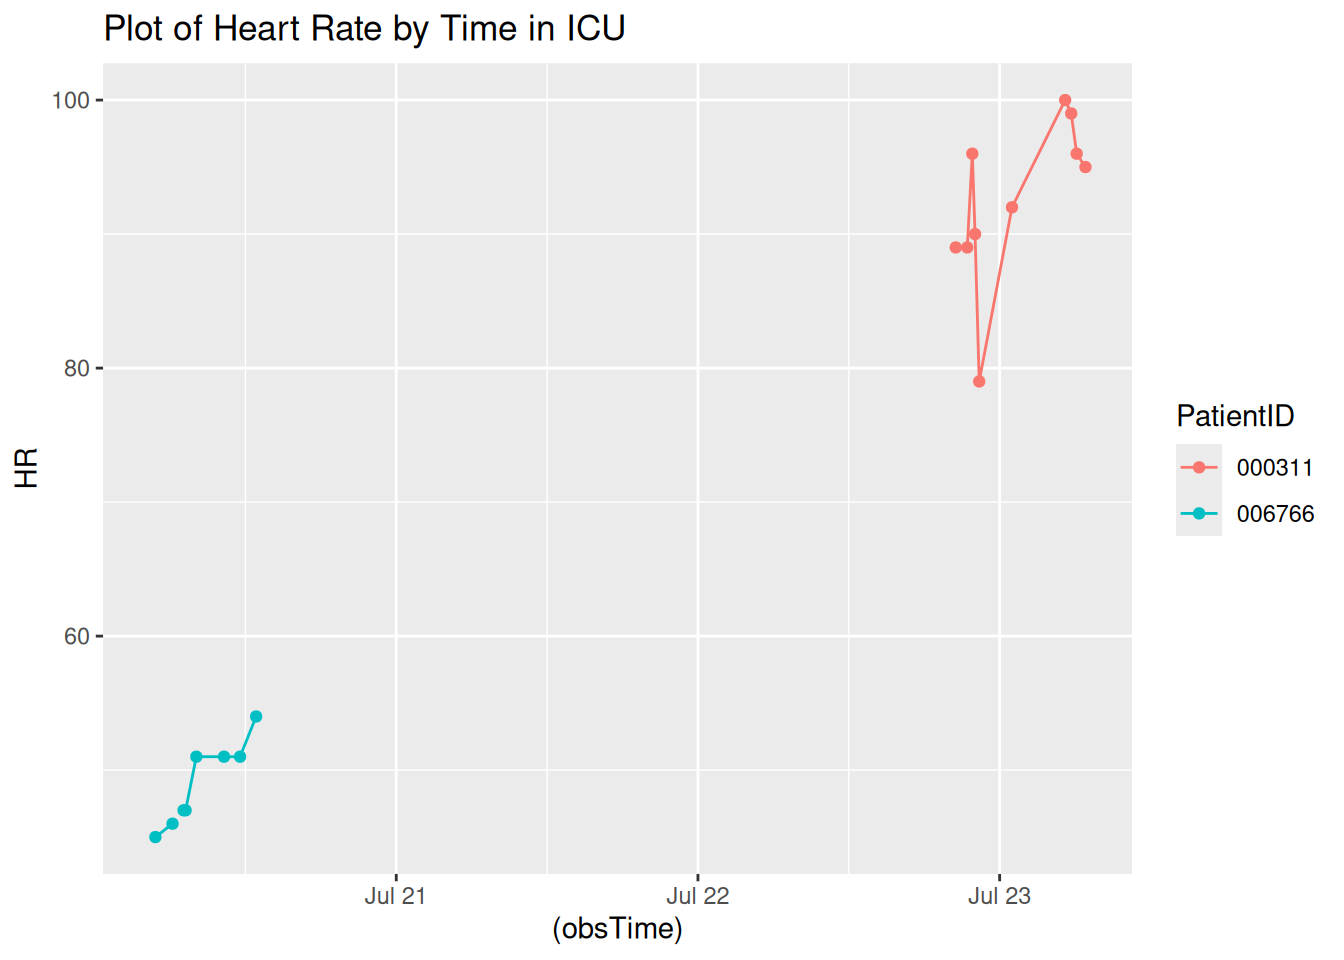 Plot of Heart Rate by Time in ICU
100
80
60
HR
Jul 21
Jul 22
Jul 23
(obsTime)
PatientID
000311
006766